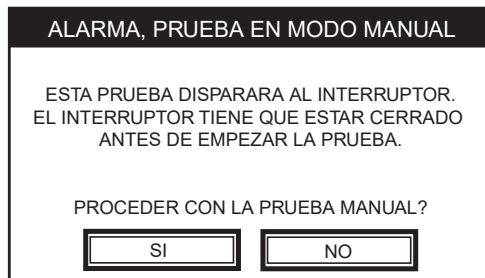 ALARMA, PRUEBA EN MODO MANUAL
ESTA PRUEBA DISPARARA AL INTERRUPTOR.
EL INTERRUPTOR TIENE QUE ESTAR CERRADO
ANTES DE EMPEZAR LA PRUEBA.
PROCEDER CON LA PRUEBA MANUAL?
SI NO